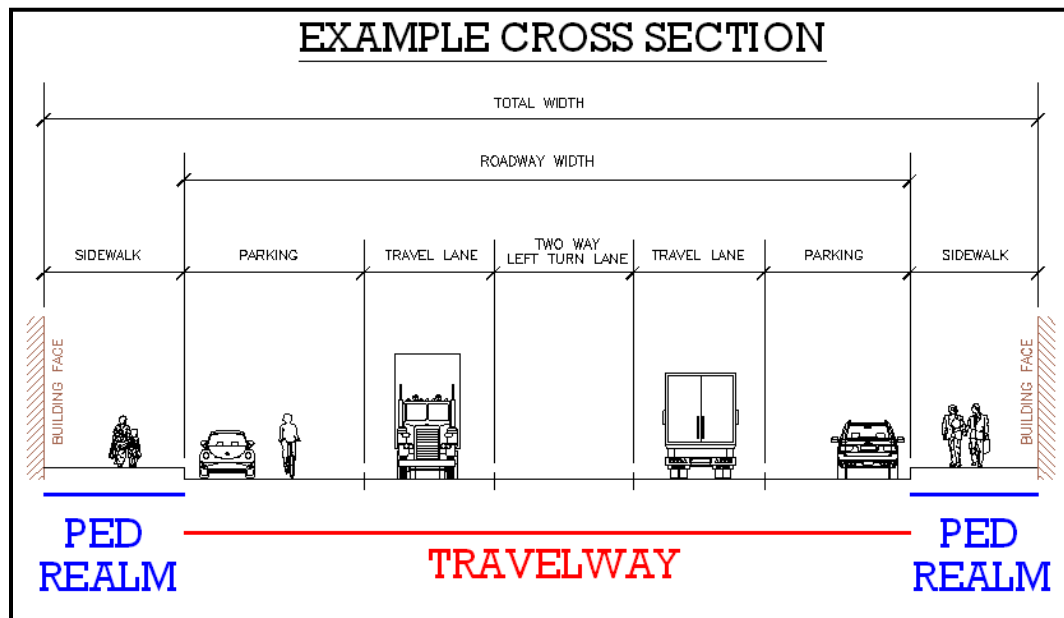 EXAMPLE CROSS SECTION
TOTAL WIDTH
ROADWAY WIDTH
SIDEWALK
PARKING
TRAVEL LANE
TWO WAY
LEFT TURN LANE
TRAVEL LANE
PARKING
SIDEWALK
BUILDING FACE
BUILDING FACE
PED
REALM
TRAVELWAY
PED
REALM